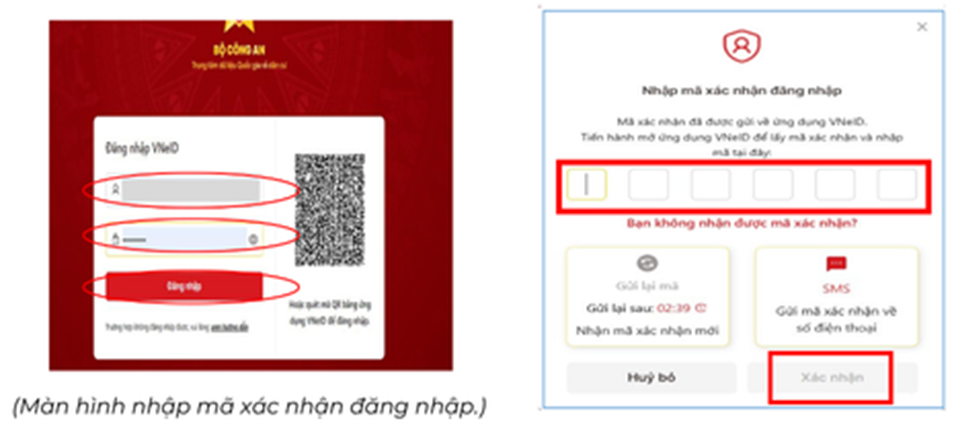 BỘ CÔNG AN
Trung tâm dữ liệu Quốc gia về dân cư
Đăng nhập VNeID
Đăng nhập
Trường hợp không đăng nhập được, vui lòng xem hướng dẫn
Hoặc quét mã QR bằng ứng
dụng VNeID để đăng nhập.
(Màn hình nhập mã xác nhận đăng nhập.)
Nhập mã xác nhận đăng nhập
Mã xác nhận đã được gửi về ứng dụng VNeID.
Tiến hành mở ứng dụng VNeID để lấy mã xác nhận và nhập
mã tại đây:
Bạn không nhận được mã xác nhận?
Gửi lại mã
Gửi lại sau: 02:39
Nhận mã xác nhận mới
SMS
Gửi mã xác nhận về
số điện thoại
Huỷ bỏ
Xác nhận